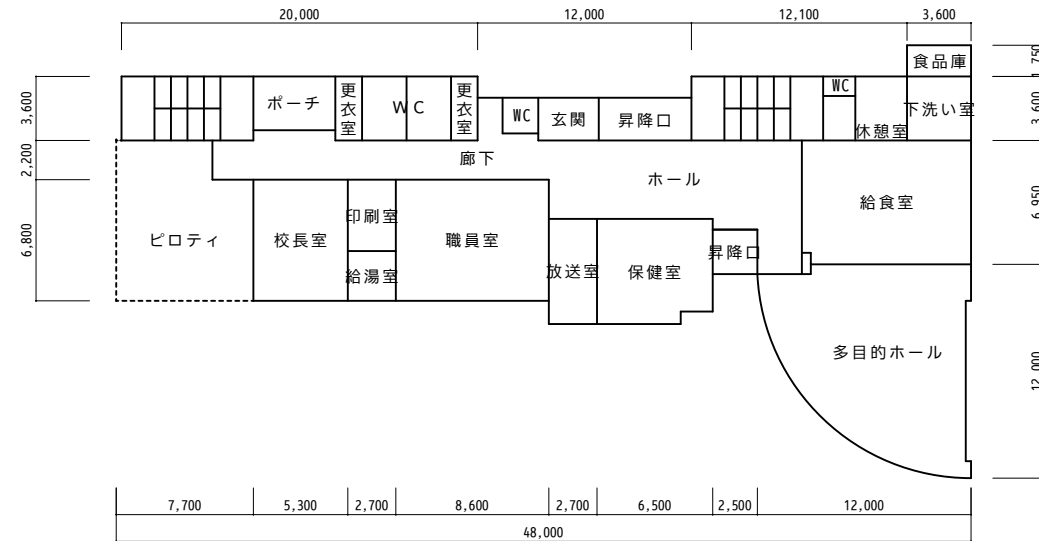 20,000
12,000
12,100
3,600
1,750
3,600
6,950
12,000
3,600
2,200
6,800
食品庫
ポーチ
更衣室
WC
更衣室
WC
玄関
昇降口
WC
休憩室
下洗い室
廊下
ホール
給食室
ピロティ
校長室
印刷室
給湯室
職員室
放送室
保健室
昇降口
多目的ホール
7,700
5,300
2,700
8,600
2,700
6,500
2,500
12,000
48,000